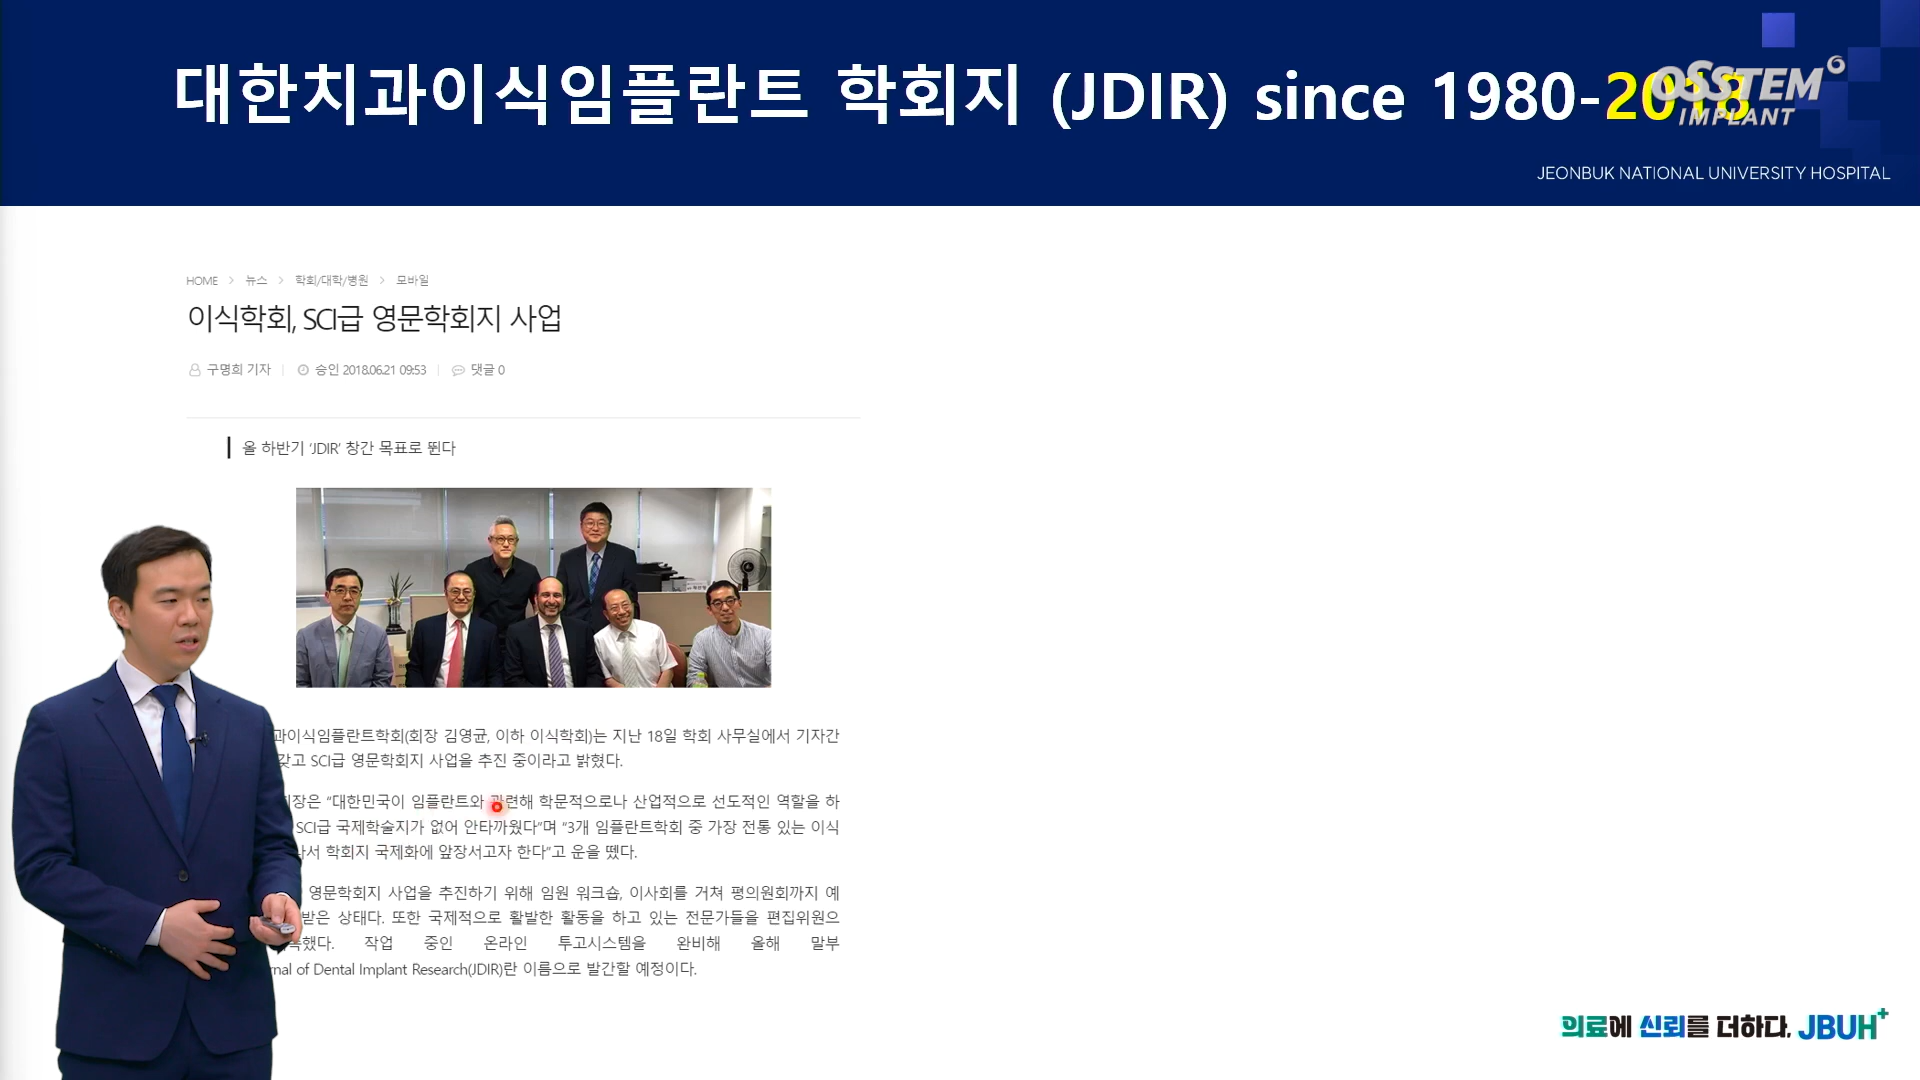 대한치과이식임플란트 학회지 (JDIR) since 1980-2018
OSSTEM
IMPLANT
JEONBUK NATIONAL UNIVERSITY HOSPITAL
HOME > 뉴스 > 학회/대학/병원 > 모바일
이식학회, SCI급 영문학회지 사업
구명희 기자 | 승인 2018.06.21 09:53 | 댓글 0
올 하반기 ‘JDIR’ 창간 목표로 뛴다
과이식임플란트학회(회장 김영균, 이하 이식학회)는 지난 18일 학회 사무실에서 기자간
갖고 SCI급 영문학회지 사업을 추진 중이라고 밝혔다.
장은 “대한민국이 임플란트와 관련해 학문적으로나 산업적으로 선도적인 역할을 하
SCI급 국제학술지가 없어 안타까웠다”며 “3개 임플란트학회 중 가장 전통 있는 이식
서 학회지 국제화에 앞장서고자 한다”고 운을 뗐다.
영문학회지 사업을 추진하기 위해 임원 워크숍, 이사회를 거쳐 평의원회까지 예
받은 상태다. 또한 국제적으로 활발한 활동을 하고 있는 전문가들을 편집위원으
했다. 작업 중인 온라인 투고시스템을 완비해 올해 말부
of Dental Implant Research(JDIR)란 이름으로 발간할 예정이다.
의료에 신뢰를 더하다. JBUH+